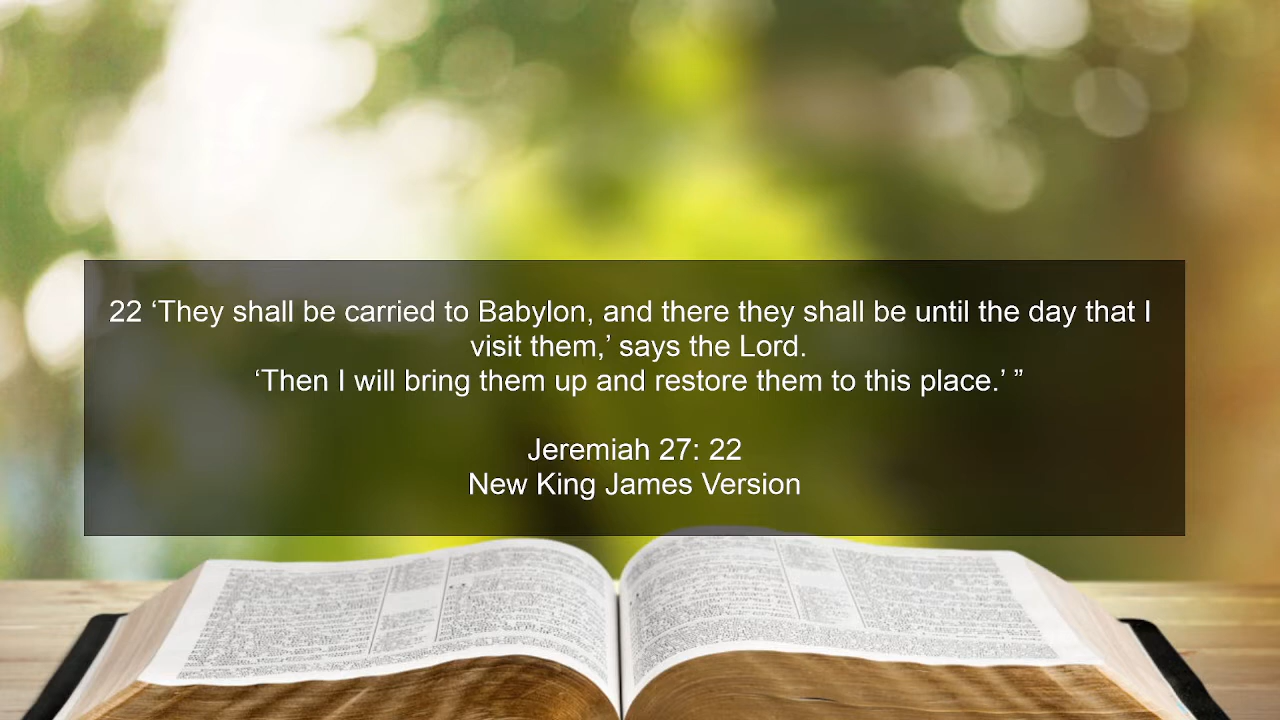 22 ‘They shall be carried to Babylon, and there they shall be until the day that I
visit them,’ says the Lord.
‘Then I will bring them up and restore them to this place.’ ”
Jeremiah 27: 22
New King James Version